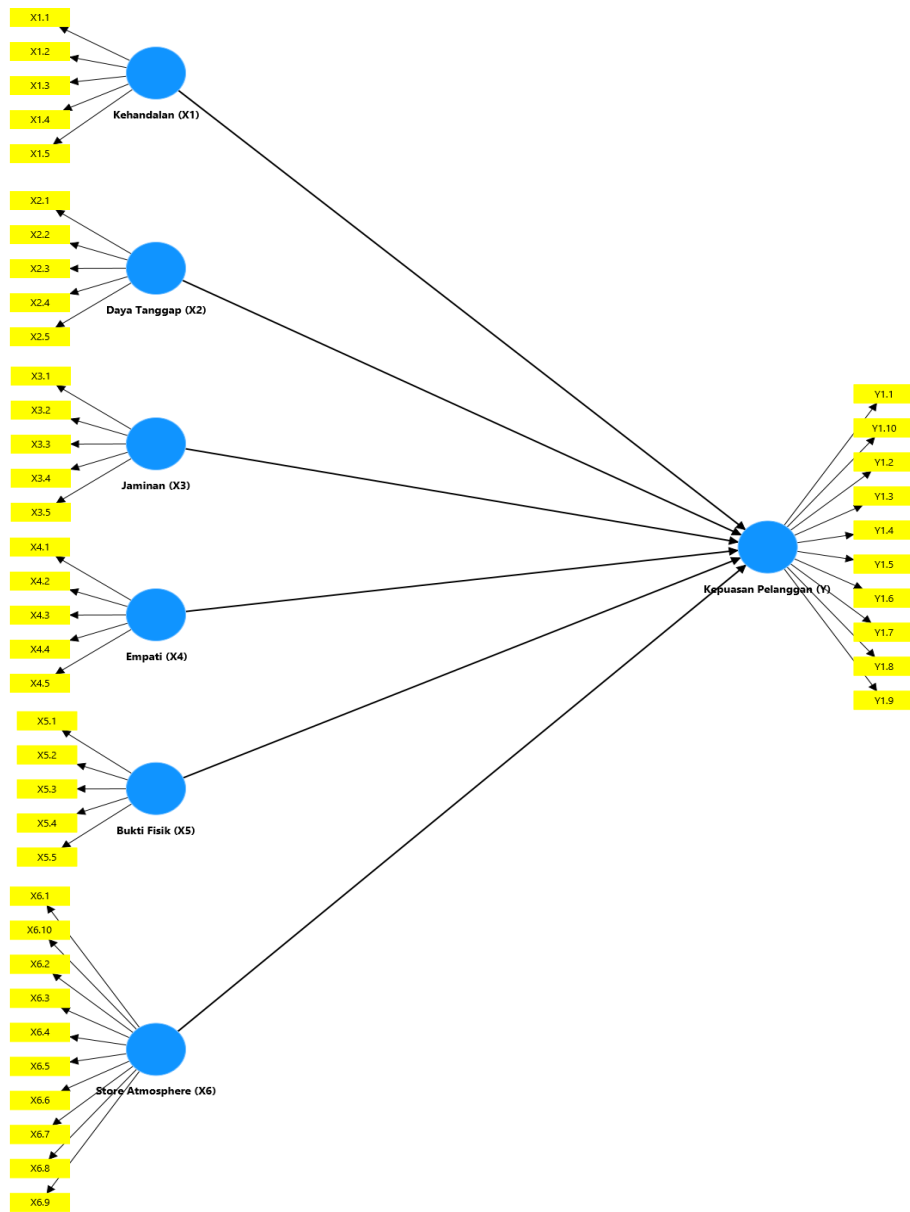 X1.1
X1.2
X1.3
X1.4
X1.5
Kehandalan (X1)
X2.1
X2.2
X2.3
X2.4
X2.5
Daya Tanggap (X2)
X3.1
X3.2
X3.3
X3.4
X3.5
Jaminan (X3)
X4.1
X4.2
X4.3
X4.4
X4.5
Empati (X4)
X5.1
X5.2
X5.3
X5.4
X5.5
Bukti Fisik (X5)
X6.1
X6.10
X6.2
X6.3
X6.4
X6.5
X6.6
X6.7
X6.8
X6.9
Store Atmosphere (X6)
Kepuasan Pelanggan (Y)
Y1.1
Y1.10
Y1.2
Y1.3
Y1.4
Y1.5
Y1.6
Y1.7
Y1.8
Y1.9